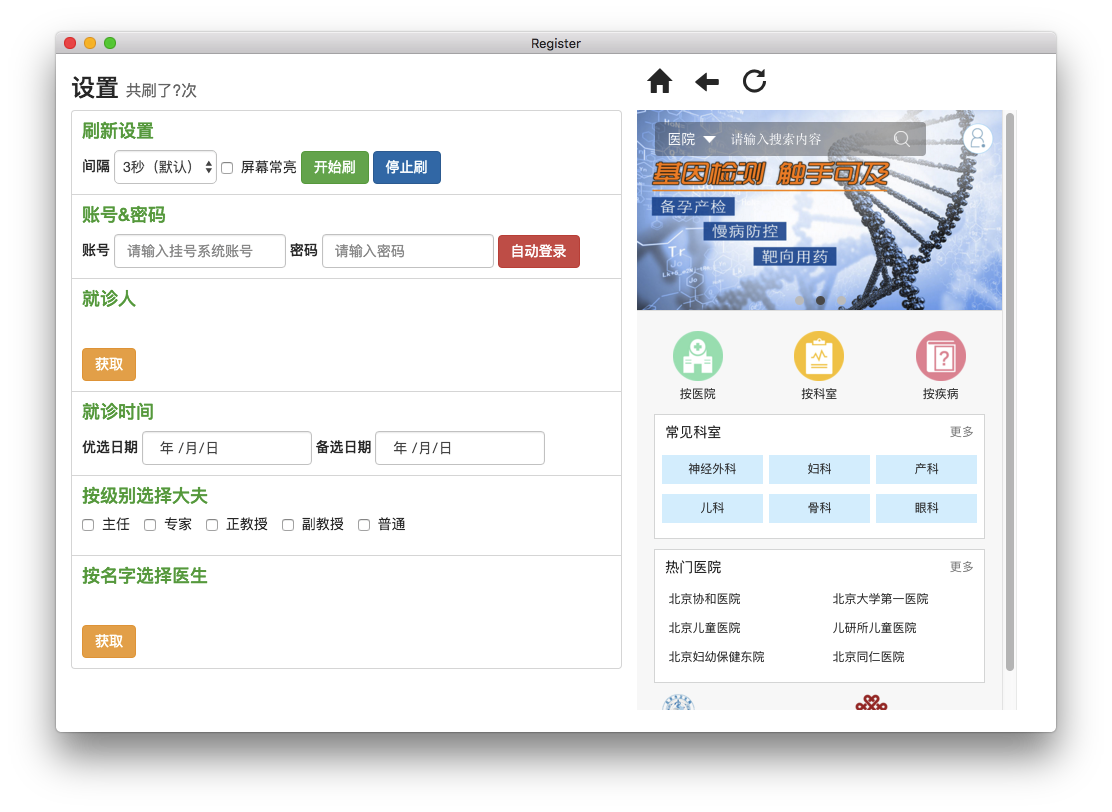 Register
设置 共刷了?次
刷新设置
间隔 3秒（默认） 屏幕常亮 开始刷 停止刷
账号&密码
账号 请输入挂号系统账号 密码 请输入密码 自动登录
就诊人
获取
就诊时间
优选日期 年 /月/日 备选日期 年 /月/日
按级别选择大夫
主任 专家 正教授 副教授 普通
按名字选择医生
获取
医院 请输入搜索内容
基因检测 触手可及
备孕产检
慢病防控
靶向用药
按医院 按科室 按疾病
常见科室 更多
神经外科 妇科 产科
儿科 骨科 眼科
热门医院 更多
北京协和医院 北京大学第一医院
北京儿童医院 儿研所儿童医院
北京妇幼保健东院 北京同仁医院